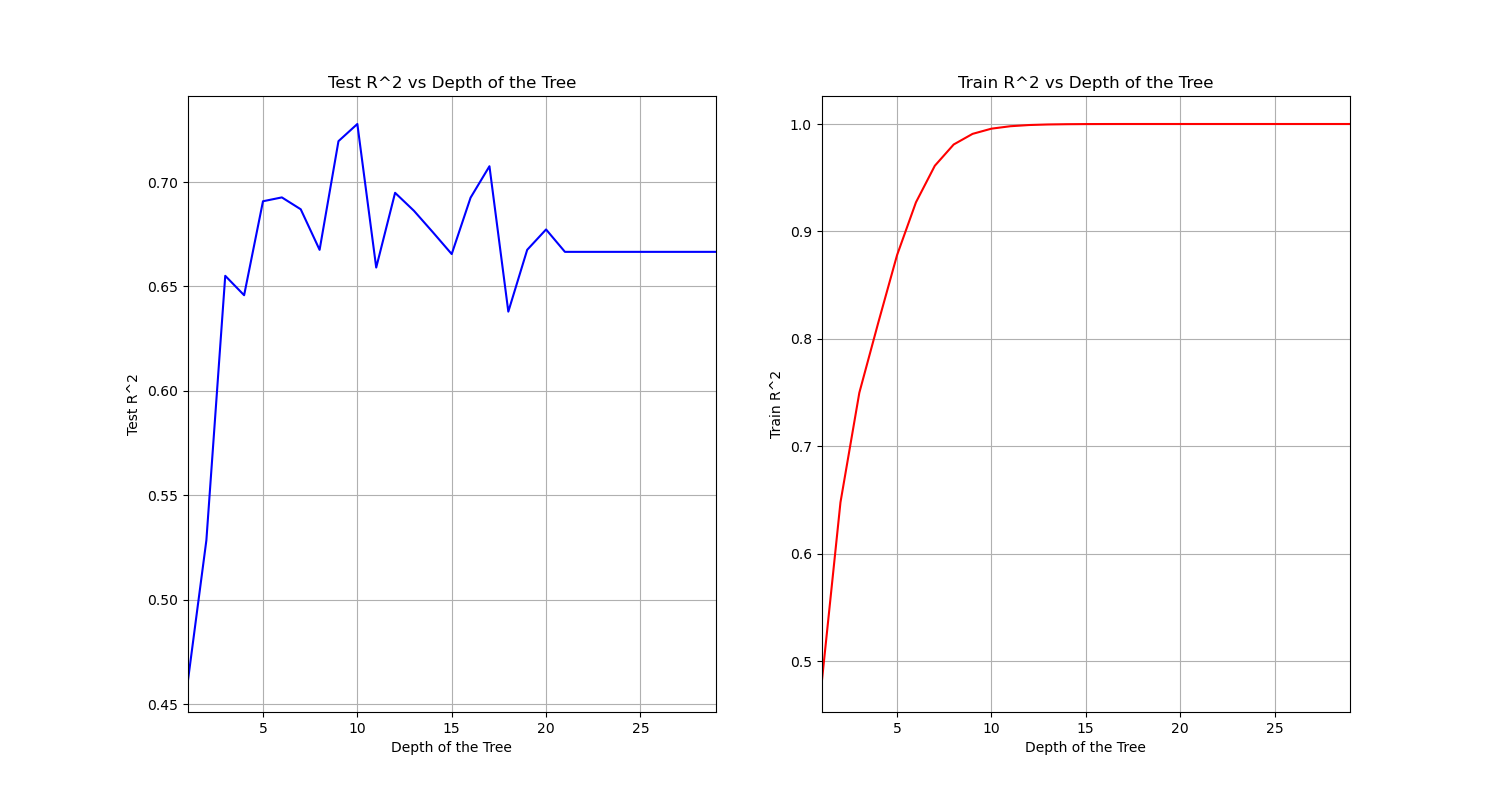 Test R^2 vs Depth of the Tree
0.70
0.65
0.60
0.55
0.50
0.45
Test R^2
5 10 15 20 25
Depth of the Tree
Train R^2 vs Depth of the Tree
1.0
0.9
0.8
0.7
0.6
0.5
Train R^2
5 10 15 20 25
Depth of the Tree